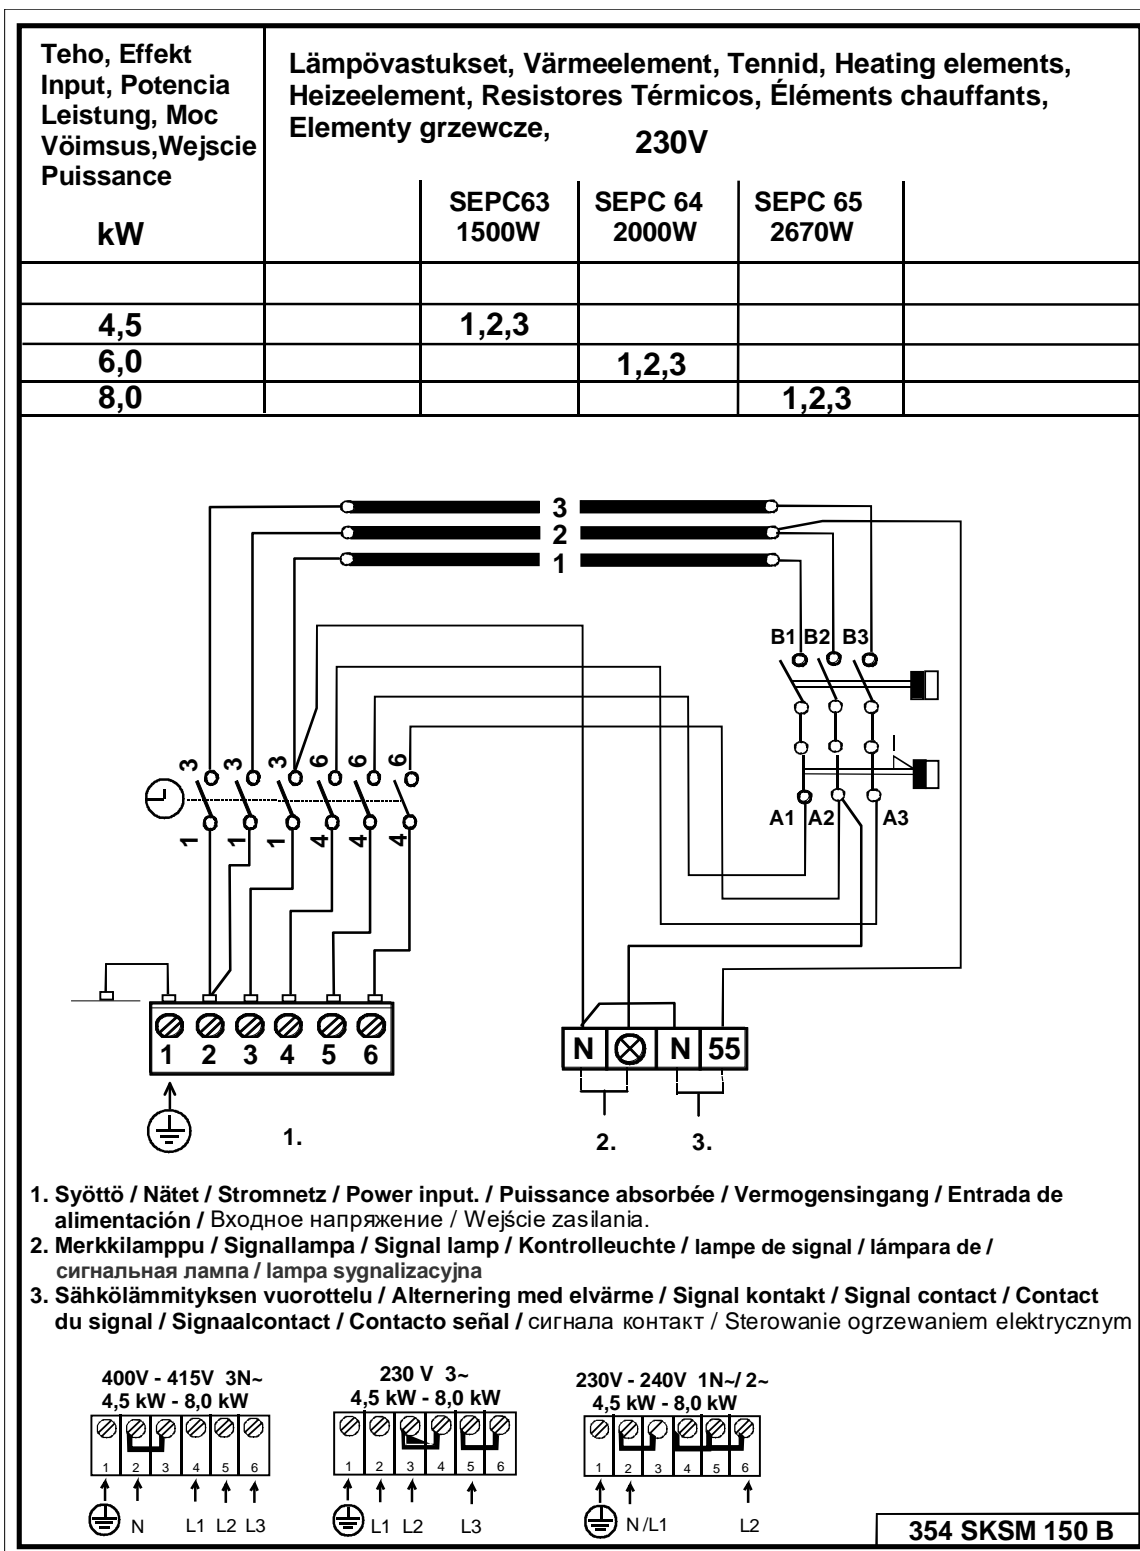 Teho, Effekt
Input, Potencia
Leistung, Moc
Vöimsus,Wejscie
Puissance
kW
Lämpövastukset, Värmeelement, Tennid, Heating elements,
Heizeelement, Resistores Térmicos, Éléments chauffants,
Elementy grzewcze, 230V
SEPC63 SEPC 64 SEPC 65
1500W 2000W 2670W
4,5 1,2,3
6,0 1,2,3
8,0 1,2,3
3
2
1
B1 B2 B3
3 3 3 6 6 6
1 1 1 4 4 4
A1 A2 A3
1 2 3 4 5 6
N N 55
1. 2. 3.
1. Syöttö / Nätet / Stromnetz / Power input. / Puissance absorbée / Vermogensingang / Entrada de
alimentación / Входное напряжение / Wejście zasilania.
2. Merkkilamppu / Signallampa / Signal lamp / Kontrolleuchte / lampe de signal / lámpara de /
сигнальная лампа / lampa sygnalizacyjna
3. Sähkölämmityksen vuorottelu / Alternering med elvärme / Signal kontakt / Signal contact / Contact
du signal / Signaalcontact / Contacto señal / сигнала контакт / Sterowanie ogrzewaniem elektrycznym
400V - 415V 3N~
4,5 kW - 8,0 kW
1 2 3 4 5 6
N L1 L2 L3
230 V 3~
4,5 kW - 8,0 kW
1 2 3 4 5 6
L1 L2 L3
230V - 240V 1N~/ 2~
4,5 kW - 8,0 kW
1 2 3 4 5 6
N /L1 L2
354 SKSM 150 B